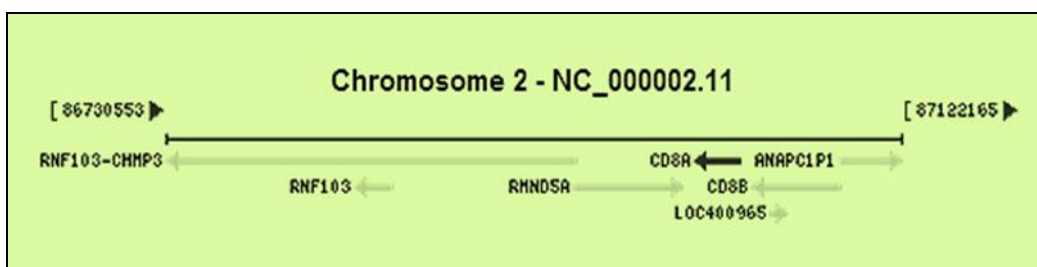 Chromosome 2 - NC_000002.11
[ 86730553 [ 87122165
RNF103-CHMP3 CD8A ANAPC1P1
RNF103 RMND5A CD8B
LOC400965